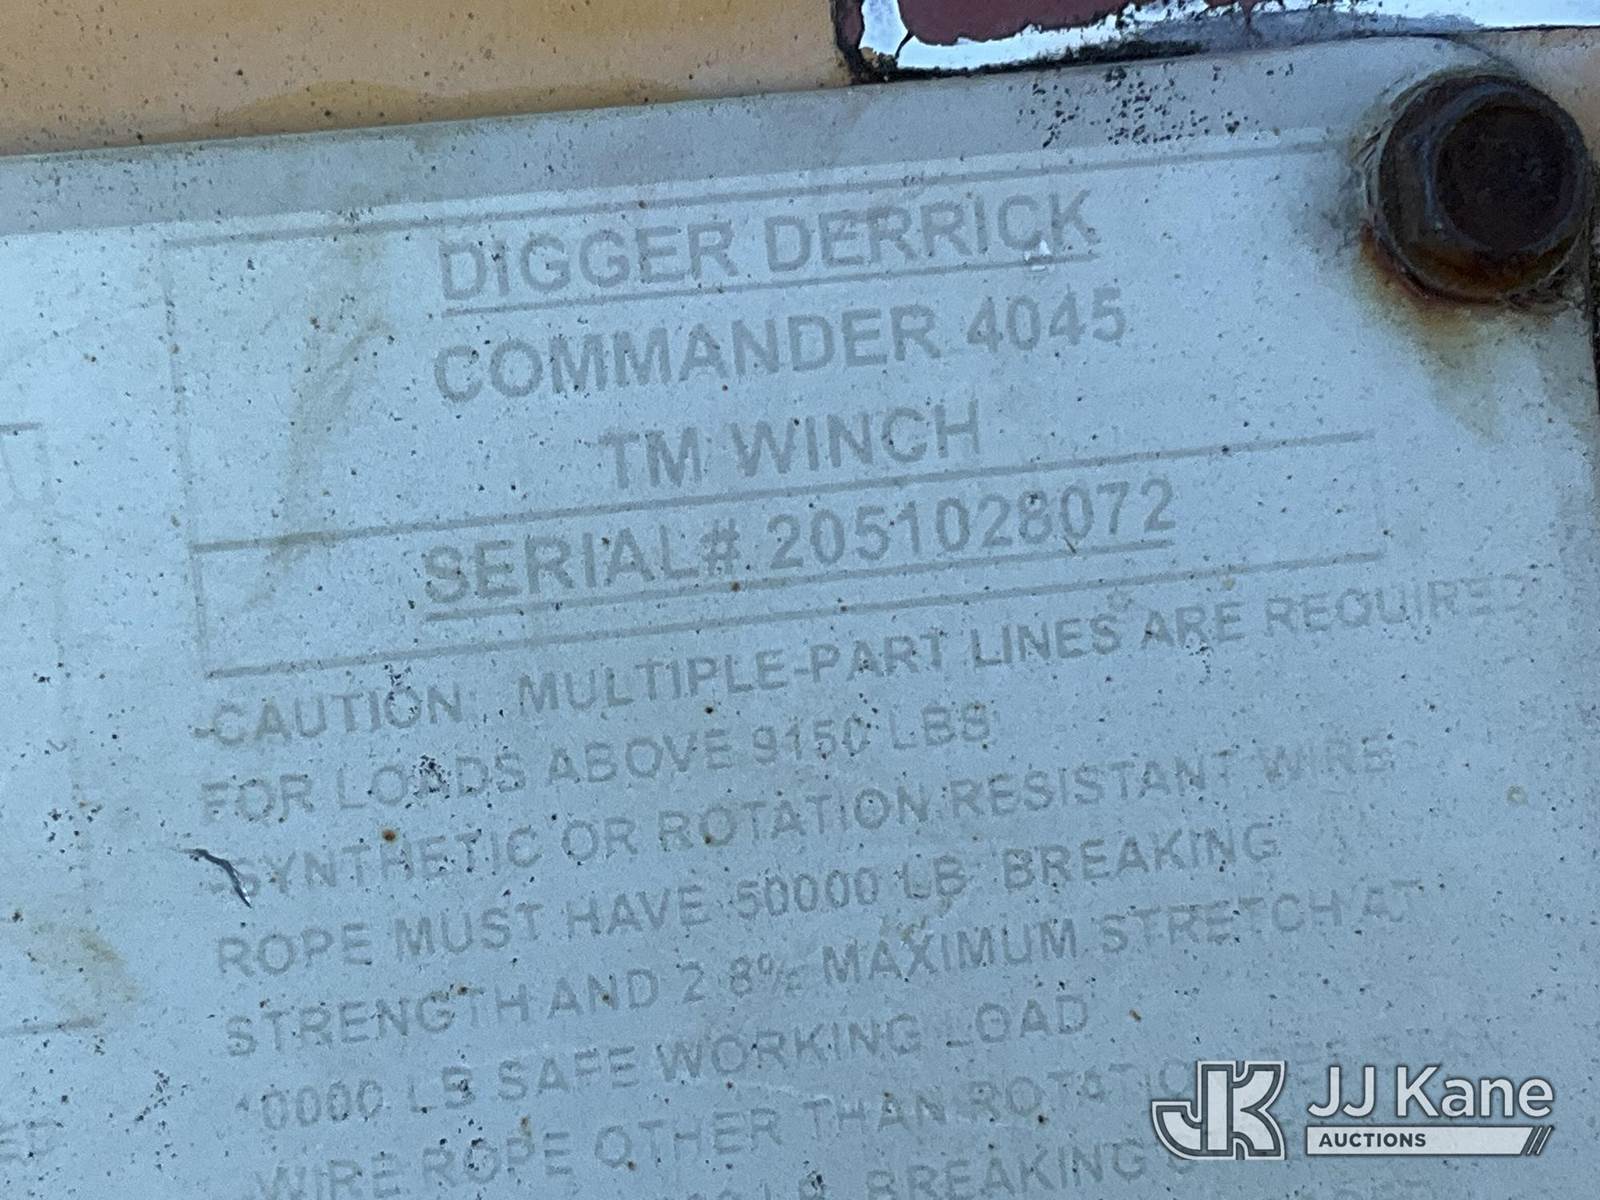 DIGGER DERRICK
COMMANDER 4045
TM WINCH
SERIAL# 2051028072
-CAUTION: MULTIPLE-PART LINES ARE REQUIRED
FOR LOADS ABOVE 9150 LBS
-SYNTHETIC OR ROTATION RESISTANT WIRE
ROPE MUST HAVE 50000 LB BREAKING
STRENGTH AND 2.8% MAXIMUM STRETCH AT
10000 LB SAFE WORKING LOAD
-WIRE ROPE OTHER THAN ROTATION
LB BREAKING
JJ Kane
AUCTIONS